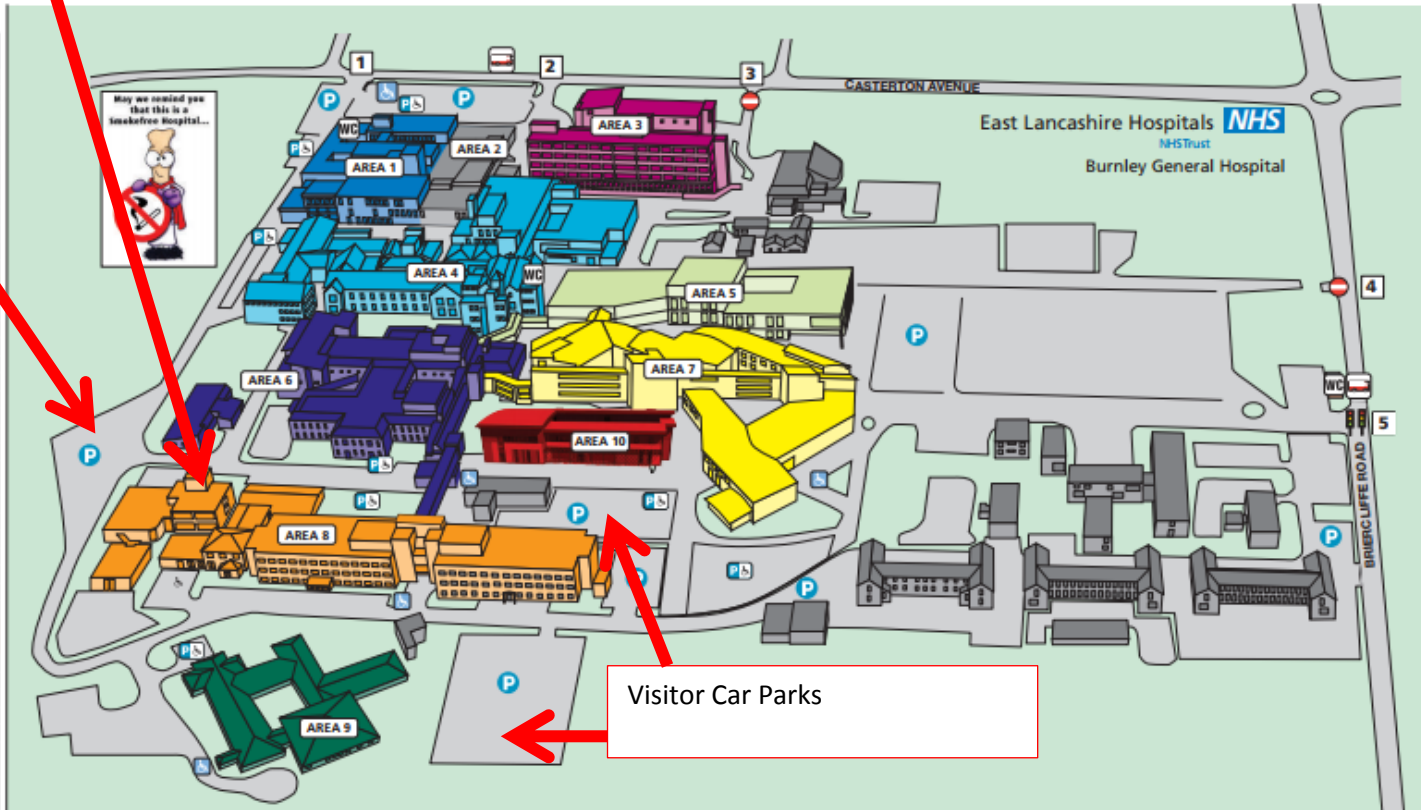 1
2
3
CASTERTON AVENUE
May we remind you
that this is a
Smokefree Hospital...
P
P
P
WC
AREA 3
East Lancashire Hospitals NHS
NHS Trust
Burnley General Hospital
AREA 2
AREA 1
P
P
AREA 4
WC
4
AREA 5
P
AREA 7
AREA 6
WC
5
AREA 10
P
P
P
P
P
BRIERCLIFFE ROAD
AREA 8
P
P
P
P
P
P
Visitor Car Parks
AREA 9